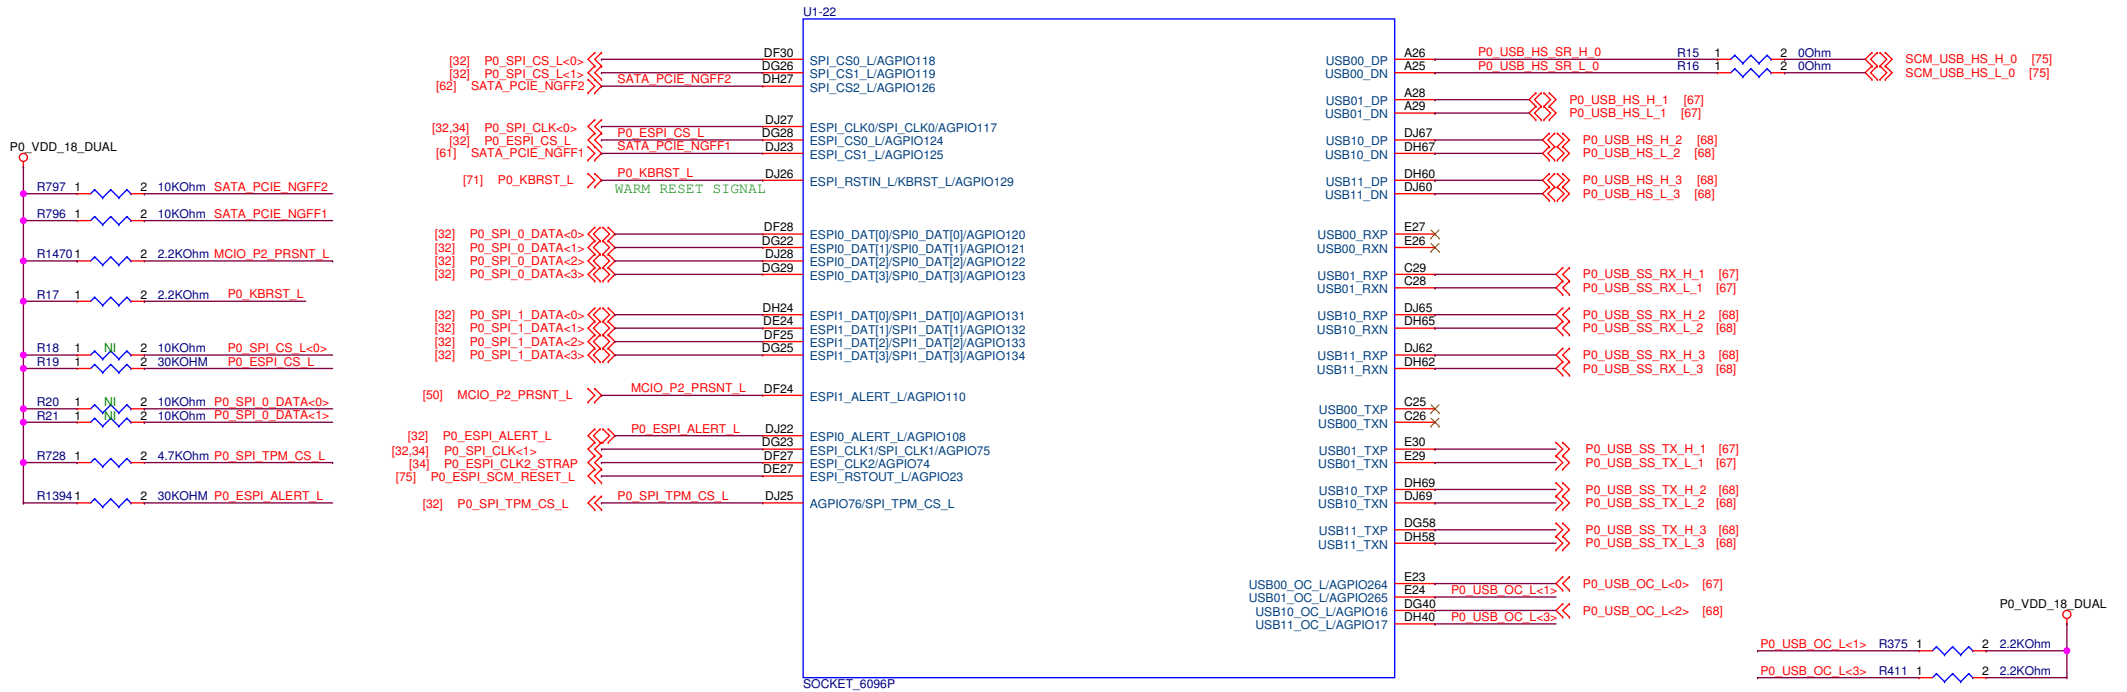 U1-22
P0_VDD_18_DUAL
R797 1 2 10KOhm SATA_PCIE_NGFF2
R796 1 2 10KOhm SATA_PCIE_NGFF1
R1470 1 2 2.2KOhm MCIO_P2_PRSNT_L
R17 1 2 2.2KOhm P0_KBRST_L
R18 1 NI 2 10KOhm P0_SPI_CS_L<0>
R19 1 2 30KOHM P0_ESPI_CS_L
R20 1 NI 2 10KOhm P0_SPI_0_DATA<0>
R21 1 NI 2 10KOhm P0_SPI_0_DATA<1>
R728 1 2 4.7KOhm P0_SPI_TPM_CS_L
R1394 1 2 30KOHM P0_ESPI_ALERT_L
[32] P0_SPI_CS_L<0> DF30 SPI_CS0_L/AGPIO118
[32] P0_SPI_CS_L<1> DG26 SPI_CS1_L/AGPIO119
[62] SATA_PCIE_NGFF2 SATA_PCIE_NGFF2 DH27 SPI_CS2_L/AGPIO126
[32,34] P0_SPI_CLK<0> DJ27 ESPI_CLK0/SPI_CLK0/AGPIO117
[32] P0_ESPI_CS_L P0_ESPI_CS_L DG28 ESPI_CS0_L/AGPIO124
[61] SATA_PCIE_NGFF1 SATA_PCIE_NGFF1 DJ23 ESPI_CS1_L/AGPIO125
[71] P0_KBRST_L P0_KBRST_L DJ26 ESPI_RSTIN_L/KBRST_L/AGPIO129
WARM RESET SIGNAL
[32] P0_SPI_0_DATA<0> DF28 ESPI0_DAT[0]/SPI0_DAT[0]/AGPIO120
[32] P0_SPI_0_DATA<1> DG22 ESPI0_DAT[1]/SPI0_DAT[1]/AGPIO121
[32] P0_SPI_0_DATA<2> DJ28 ESPI0_DAT[2]/SPI0_DAT[2]/AGPIO122
[32] P0_SPI_0_DATA<3> DG29 ESPI0_DAT[3]/SPI0_DAT[3]/AGPIO123
[32] P0_SPI_1_DATA<0> DH24 ESPI1_DAT[0]/SPI1_DAT[0]/AGPIO131
[32] P0_SPI_1_DATA<1> DE24 ESPI1_DAT[1]/SPI1_DAT[1]/AGPIO132
[32] P0_SPI_1_DATA<2> DF25 ESPI1_DAT[2]/SPI1_DAT[2]/AGPIO133
[32] P0_SPI_1_DATA<3> DG25 ESPI1_DAT[3]/SPI1_DAT[3]/AGPIO134
[50] MCIO_P2_PRSNT_L MCIO_P2_PRSNT_L DF24 ESPI1_ALERT_L/AGPIO110
[32] P0_ESPI_ALERT_L P0_ESPI_ALERT_L DJ22 ESPI0_ALERT_L/AGPIO108
[32,34] P0_SPI_CLK<1> DG23 ESPI_CLK1/SPI_CLK1/AGPIO75
[34] P0_ESPI_CLK2_STRAP DF27 ESPI_CLK2/AGPIO74
[75] P0_ESPI_SCM_RESET_L DE27 ESPI_RSTOUT_L/AGPIO23
[32] P0_SPI_TPM_CS_L P0_SPI_TPM_CS_L DJ25 AGPIO76/SPI_TPM_CS_L
USB00_DP A26 P0_USB_HS_SR_H_0 R15 1 2 0Ohm SCM_USB_HS_H_0 [75]
USB00_DN A25 P0_USB_HS_SR_L_0 R16 1 2 0Ohm SCM_USB_HS_L_0 [75]
USB01_DP A28 P0_USB_HS_H_1 [67]
USB01_DN A29 P0_USB_HS_L_1 [67]
USB10_DP DJ67 P0_USB_HS_H_2 [68]
USB10_DN DH67 P0_USB_HS_L_2 [68]
USB11_DP DH60 P0_USB_HS_H_3 [68]
USB11_DN DJ60 P0_USB_HS_L_3 [68]
USB00_RXP E27
USB00_RXN E26
USB01_RXP C29 P0_USB_SS_RX_H_1 [67]
USB01_RXN C28 P0_USB_SS_RX_L_1 [67]
USB10_RXP DJ65 P0_USB_SS_RX_H_2 [68]
USB10_RXN DH65 P0_USB_SS_RX_L_2 [68]
USB11_RXP DJ62 P0_USB_SS_RX_H_3 [68]
USB11_RXN DH62 P0_USB_SS_RX_L_3 [68]
USB00_TXP C25
USB00_TXN C26
USB01_TXP E30 P0_USB_SS_TX_H_1 [67]
USB01_TXN E29 P0_USB_SS_TX_L_1 [67]
USB10_TXP DH69 P0_USB_SS_TX_H_2 [68]
USB10_TXN DJ69 P0_USB_SS_TX_L_2 [68]
USB11_TXP DG58 P0_USB_SS_TX_H_3 [68]
USB11_TXN DH58 P0_USB_SS_TX_L_3 [68]
USB00_OC_L/AGPIO264 E23 P0_USB_OC_L<0> [67]
USB01_OC_L/AGPIO265 E24 P0_USB_OC_L<1>
USB10_OC_L/AGPIO16 DG40 P0_USB_OC_L<2> [68]
USB11_OC_L/AGPIO17 DH40 P0_USB_OC_L<3>
P0_VDD_18_DUAL
P0_USB_OC_L<1> R375 1 2 2.2KOhm
P0_USB_OC_L<3> R411 1 2 2.2KOhm
SOCKET_6096P